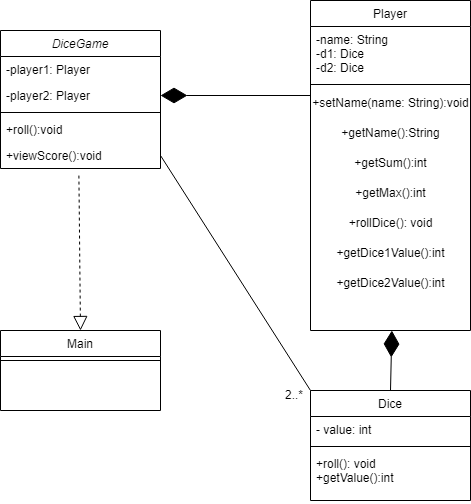 DiceGame
-player1: Player
-player2: Player
+roll():void
+viewScore():void
Player
-name: String
-d1: Dice
-d2: Dice
+setName(name: String):void
+getName():String
+getSum():int
+getMax():int
+rollDice(): void
+getDice1Value():int
+getDice2Value():int
Main
2..*
Dice
- value: int
+roll(): void
+getValue():int